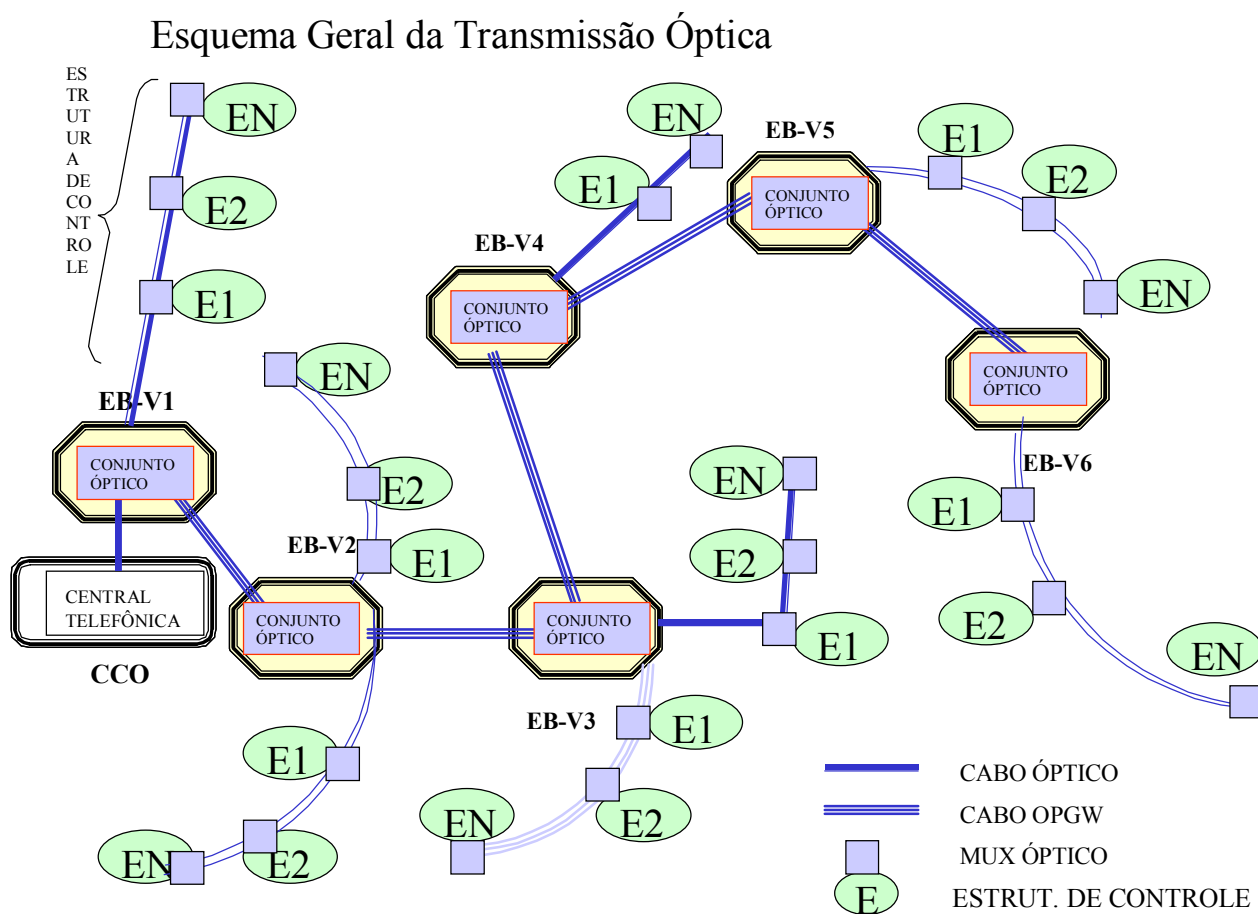 Esquema Geral da Transmissão Óptica
ES
TR
UT
UR
A DE
CO
NT
RO
LE
EN
E2
E1
EB-V1
CONJUNTO
ÓPTICO
CENTRAL
TELEFÔNICA
CCO
EN
E2
E1
EB-V2
CONJUNTO
ÓPTICO
E1
E2
EN
EN
E1
EB-V4
CONJUNTO
ÓPTICO
EB-V5
CONJUNTO
ÓPTICO
E1
E2
EN
CONJUNTO
ÓPTICO
EB-V6
E1
E2
EN
EN
E2
E1
CONJUNTO
ÓPTICO
EB-V3
E1
E2
EN
CABO ÓPTICO
CABO OPGW
MUX ÓPTICO
E
ESTRUT. DE CONTROLE